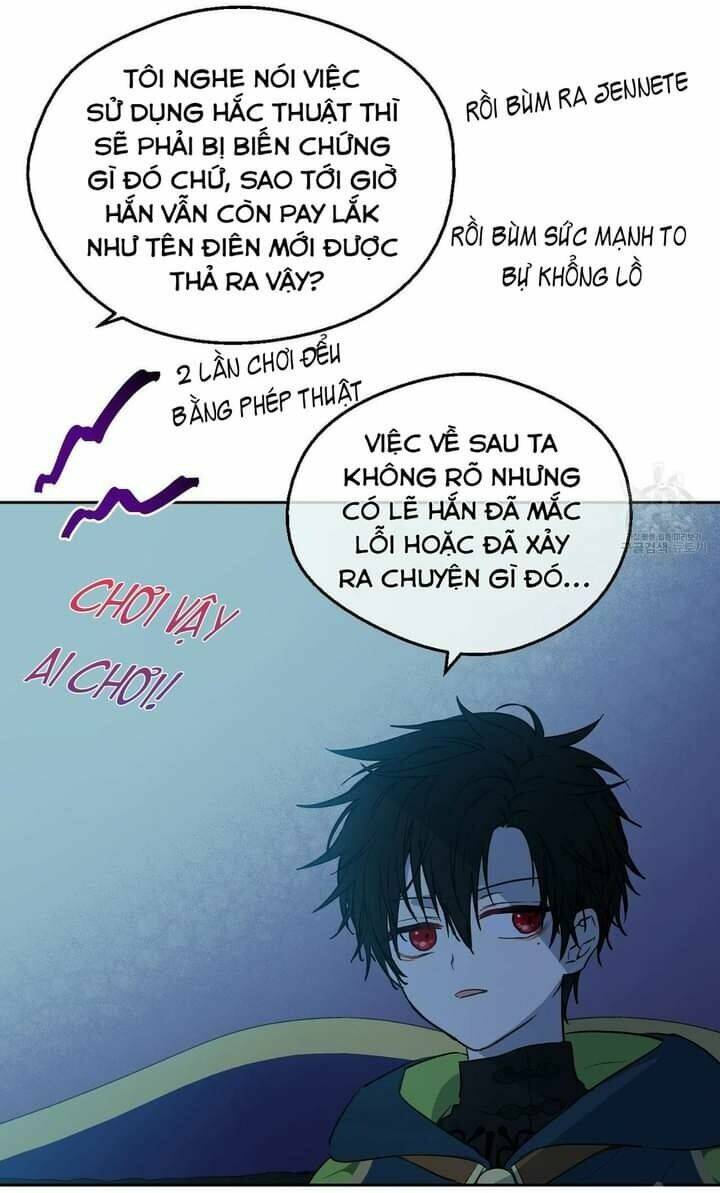 TÔI NGHE NÓI VIỆC
SỬ DỤNG HẮC THUẬT THÌ
SẼ PHẢI BỊ BIẾN CHỨNG
GÌ ĐÓ CHỨ, SAO TỚI GIỜ
HẮN VẪN CÒN PAY LẮK
NHƯ TÊN ĐIÊN MỚI ĐƯỢC
THẢ RA VẬY?
RỒI BÙM RA JENNETE
RỒI BÙM SỨC MẠNH TO
BỰ KHỔNG LỒ
2 LẦN CHƠI ĐỂU
BẰNG PHÉP THUẬT
VIỆC VỀ SAU TA
KHÔNG RÕ NHƯNG
CÓ LẼ HẮN ĐÃ MẮC
LỖI HOẶC ĐÃ XẢY
RA CHUYỆN GÌ ĐÓ...
CHƠI VẬY
AI CHƠI!!